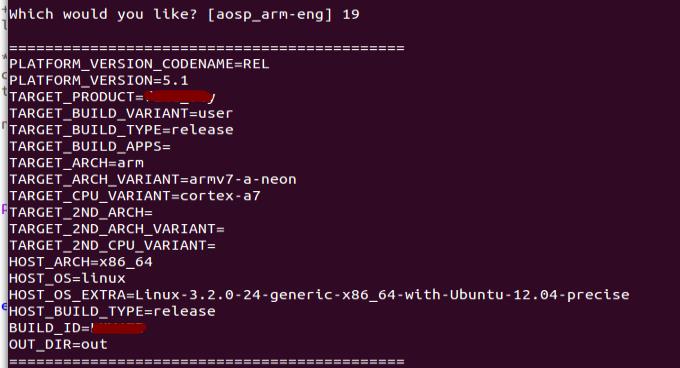 Which would you like? [aosp_arm-eng] 19
============================================
PLATFORM_VERSION_CODENAME=REL
PLATFORM_VERSION=5.1
TARGET_PRODUCT=
TARGET_BUILD_VARIANT=user
TARGET_BUILD_TYPE=release
TARGET_BUILD_APPS=
TARGET_ARCH=arm
TARGET_ARCH_VARIANT=armv7-a-neon
TARGET_CPU_VARIANT=cortex-a7
TARGET_2ND_ARCH=
TARGET_2ND_ARCH_VARIANT=
TARGET_2ND_CPU_VARIANT=
HOST_ARCH=x86_64
HOST_OS=linux
HOST_OS_EXTRA=Linux-3.2.0-24-generic-x86_64-with-Ubuntu-12.04-precise
HOST_BUILD_TYPE=release
BUILD_ID=
OUT_DIR=out
============================================